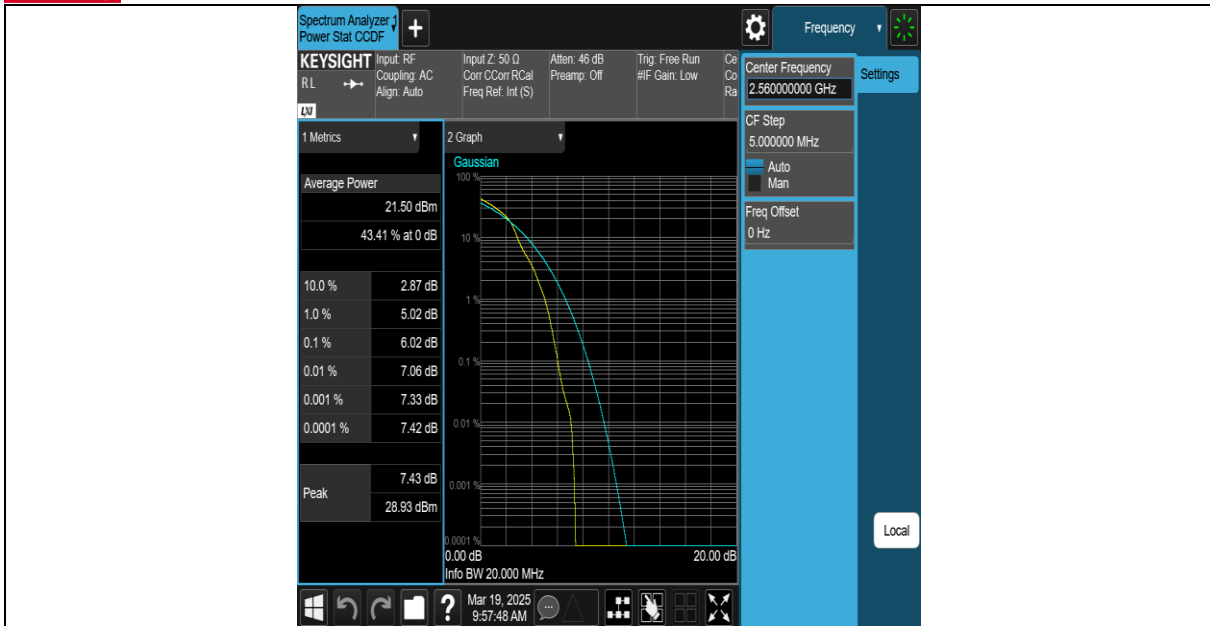 Spectrum Analyzer 1
Power Stat CCDF
Frequency
KEYSIGHT
R L
LXI
Input: RF
Coupling: AC
Align: Auto
Input Z: 50 Ω
Corr CCorr RCal
Freq Ref: Int (S)
Atten: 46 dB
Preamp: Off
Trig: Free Run
#IF Gain: Low
Ce
Co
Ra
Center Frequency
2.560000000 GHz
Settings
CF Step
5.000000 MHz
Auto
Man
Freq Offset
0 Hz
1 Metrics
Average Power
21.50 dBm
43.41 % at 0 dB
10.0 % 2.87 dB
1.0 % 5.02 dB
0.1 % 6.02 dB
0.01 % 7.06 dB
0.001 % 7.33 dB
0.0001 % 7.42 dB
Peak
7.43 dB
28.93 dBm
2 Graph
Gaussian
100 %
10 %
1 %
0.1 %
0.01 %
0.001 %
0.0001 %
0.00 dB 20.00 dB
Info BW 20.000 MHz
Local
?
Mar 19, 2025
9:57:48 AM